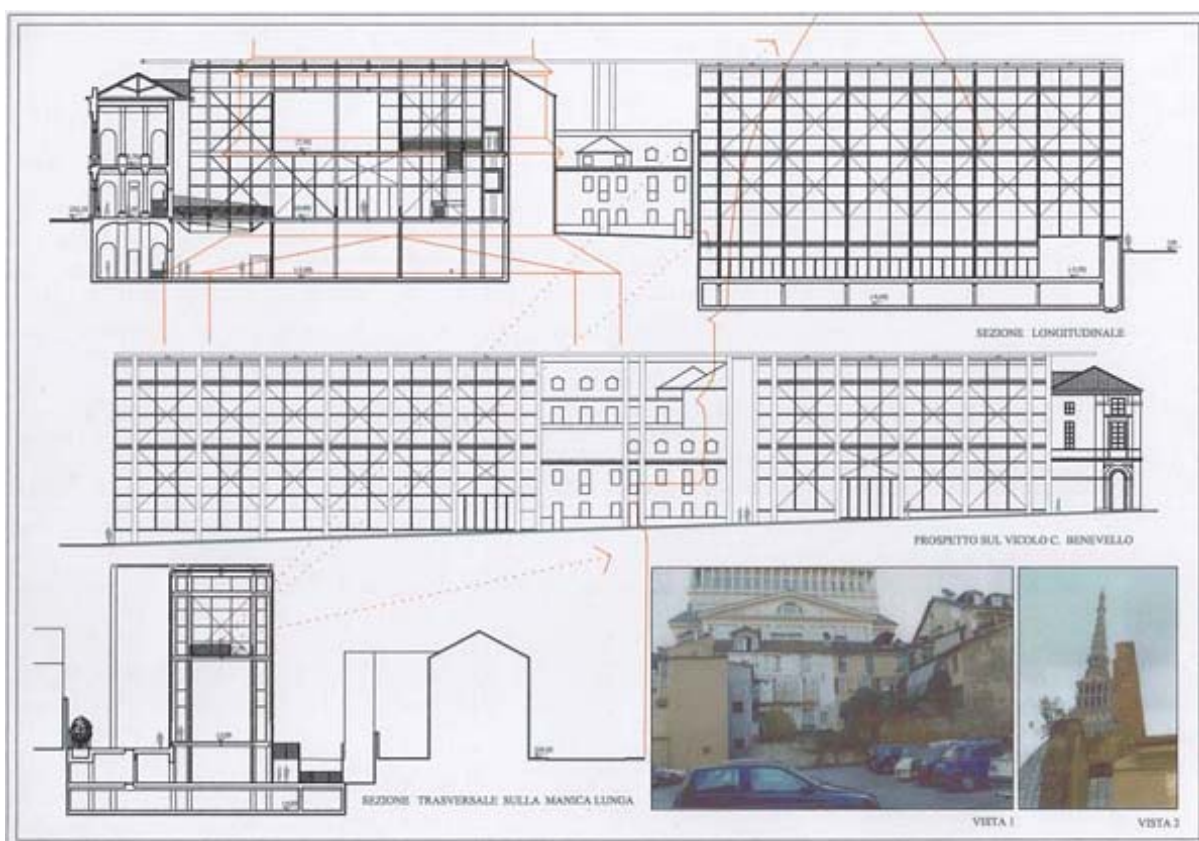 SEZIONE LONGITUDINALE
PROSPETTO SUL VICOLO C. BENEVELLO
SEZIONE TRASVERSALE SULLA MANICA LUNGA
VISTA 1
VISTA 2